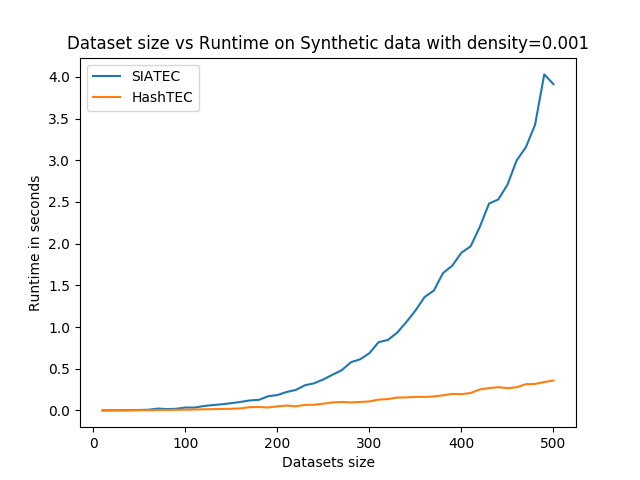 Dataset size vs Runtime on Synthetic data with density=0.001
SIATEC
HashTEC
4.0
3.5
3.0
2.5
2.0
1.5
1.0
0.5
0.0
Runtime in seconds
0 100 200 300 400 500
Datasets size